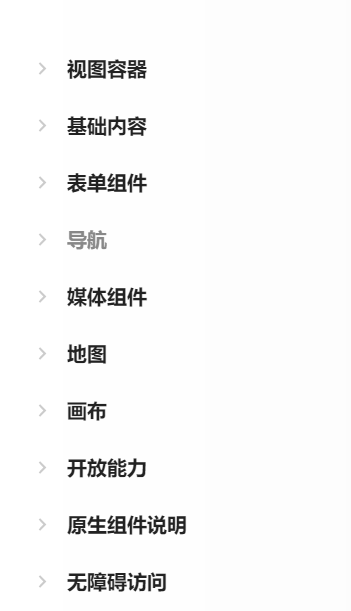 视图容器
基础内容
表单组件
导航
媒体组件
地图
画布
开放能力
原生组件说明
无障碍访问